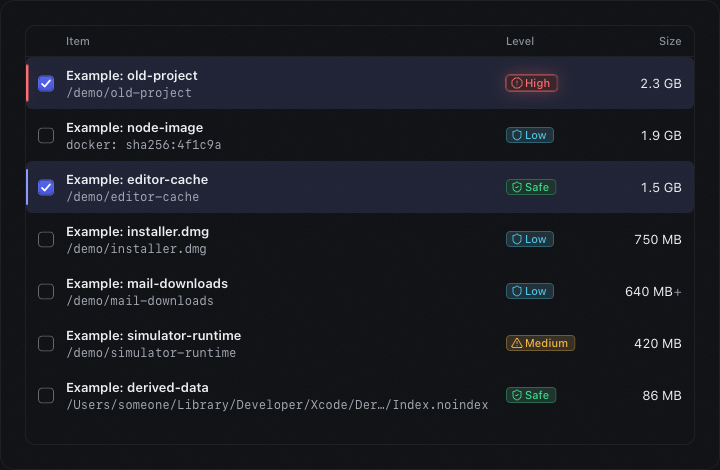 Item Level Size
Example: old-project
/demo/old-project
High
2.3 GB
Example: node-image
docker: sha256:4f1c9a
Low
1.9 GB
Example: editor-cache
/demo/editor-cache
Safe
1.5 GB
Example: installer.dmg
/demo/installer.dmg
Low
750 MB
Example: mail-downloads
/demo/mail-downloads
Low
640 MB+
Example: simulator-runtime
/demo/simulator-runtime
Medium
420 MB
Example: derived-data
/Users/someone/Library/Developer/Xcode/Der…/Index.noindex
Safe
86 MB